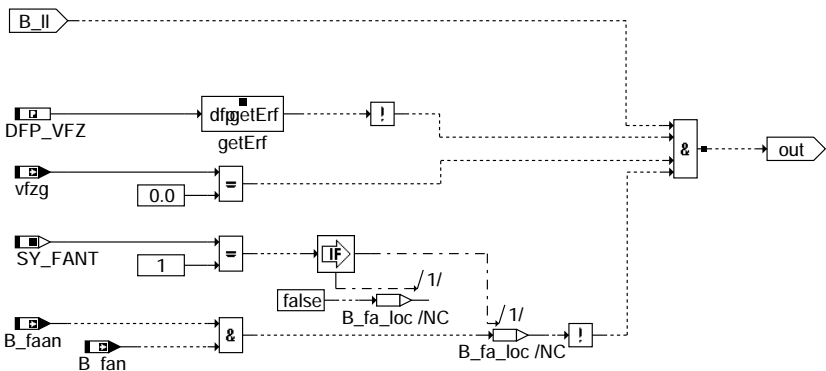 B_ll
dfpgetErf
DFP_VFZ
getErf
!
&
out
vfzg
0.0
=
SY_FANT
1
=
IF
/1/
false
B_fa_loc /NC
/1/
B_faan
B_fan
&
B_fa_loc /NC
!